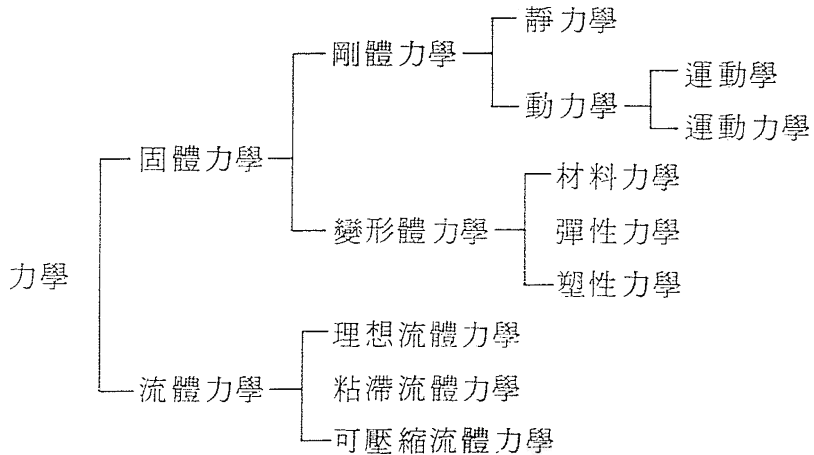 力學
固體力學
剛體力學
靜力學
動力學
運動學
運動力學
變形體力學
材料力學
彈性力學
塑性力學
流體力學
理想流體力學
粘滯流體力學
可壓縮流體力學